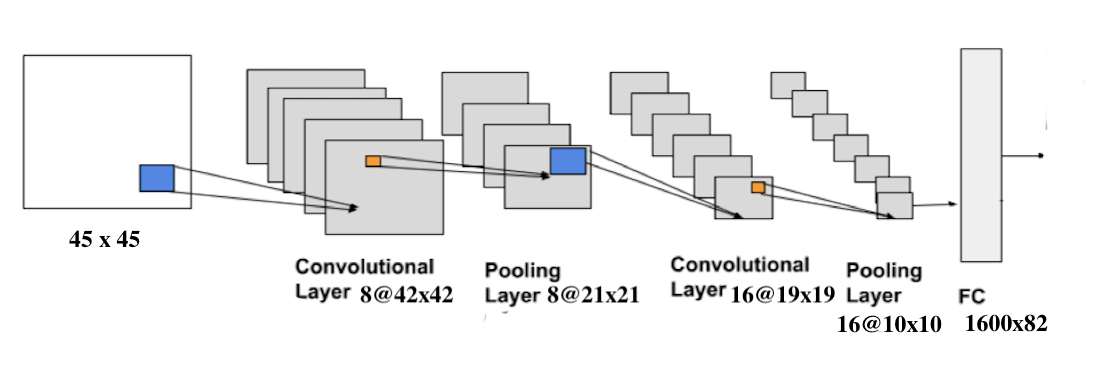 45 x 45
Convolutional
Layer 8@42x42
Pooling
Layer 8@21x21
Convolutional
Layer 16@19x19
Pooling
Layer
16@10x10
FC
1600x82